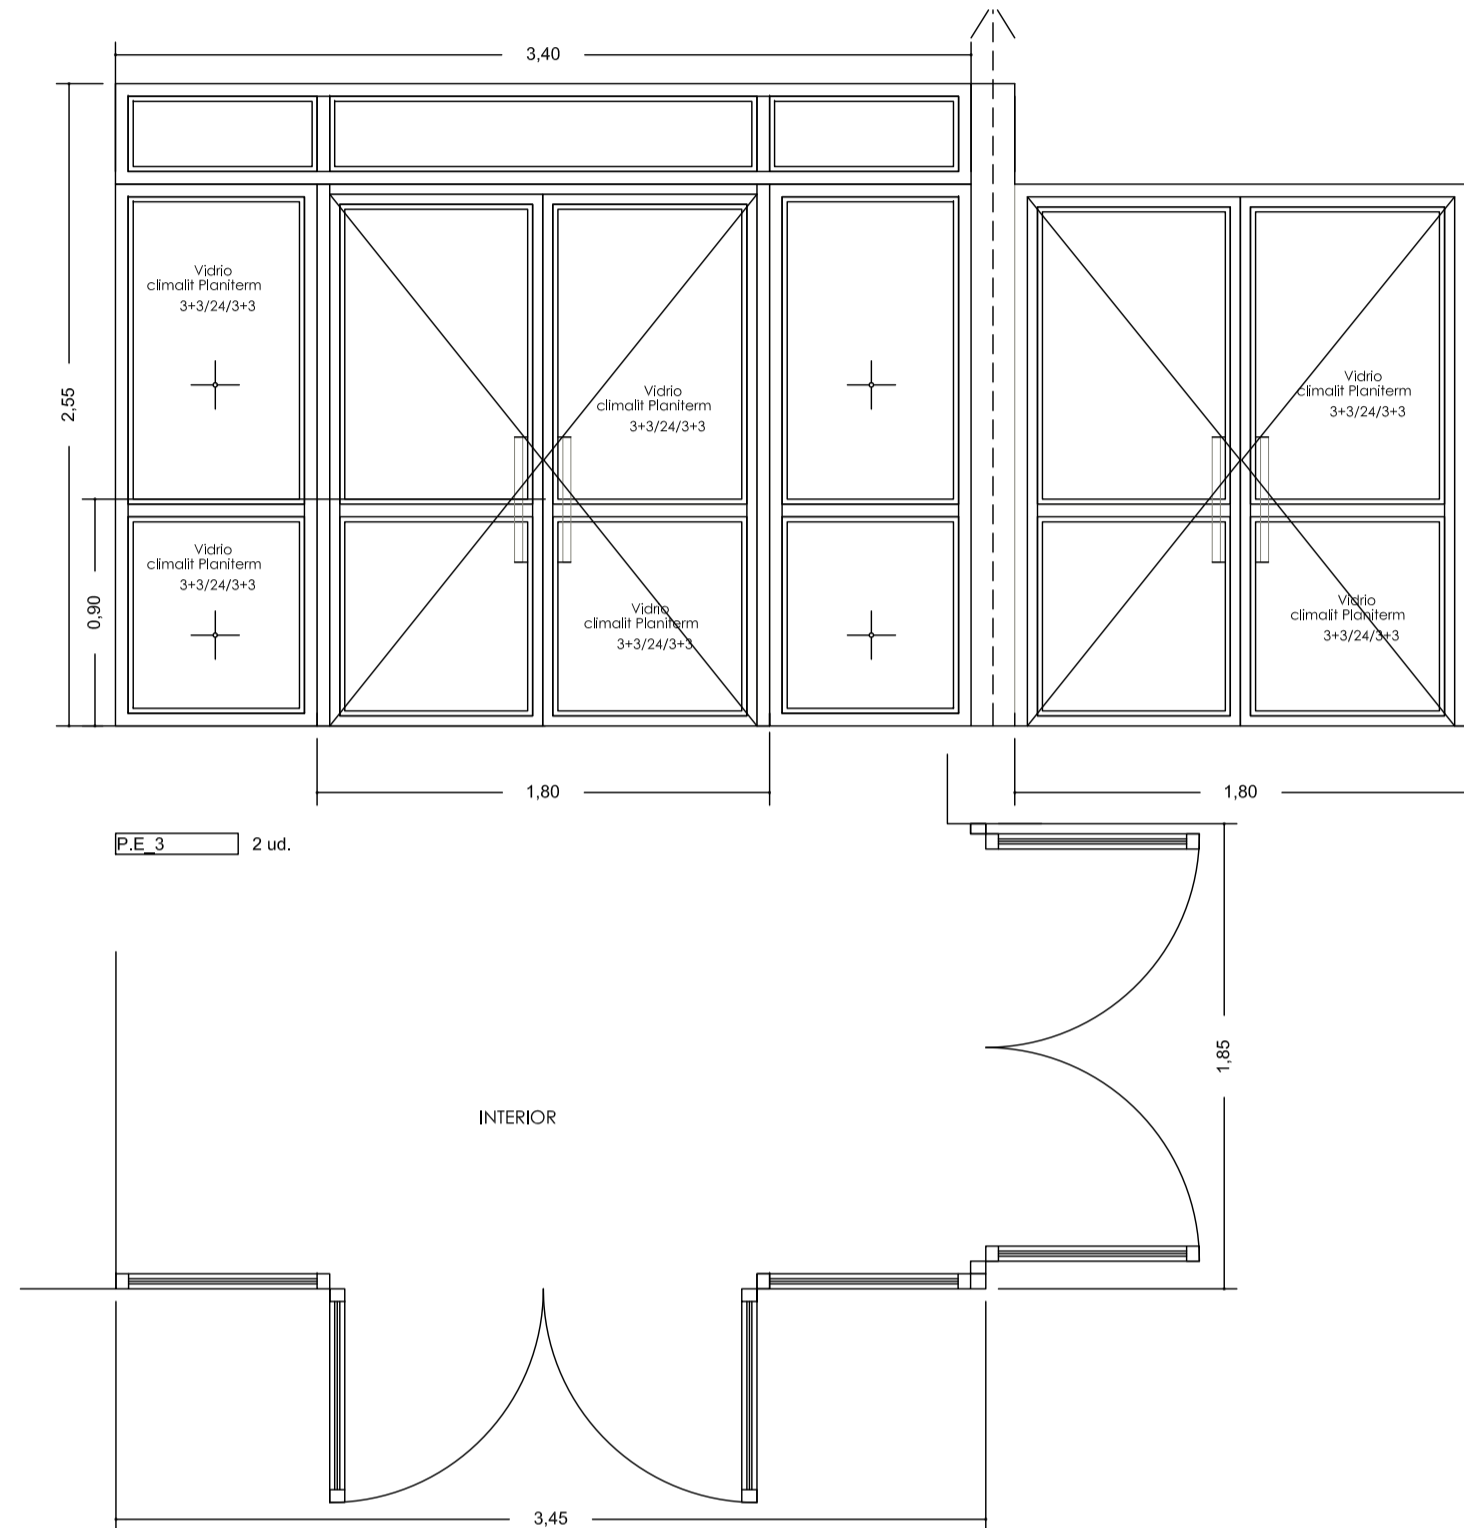 3,40
Vidrio
climalit Planiterm
3+3/24/3+3
Vidrio
climalit Planiterm
3+3/24/3+3
Vidrio
climalit Planiterm
3+3/24/3+3
2,55
Vidrio
climalit Planiterm
3+3/24/3+3
0,90
Vidrio
climalit Planiterm
3+3/24/3+3
Vidrio
climalit Planiterm
3+3/24/3+3
1,80
1,80
P.E_3
2 ud.
1,85
INTERIOR
3,45